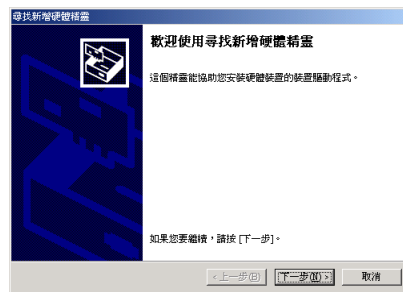 尋找新增硬體精靈
歡迎使用尋找新增硬體精靈
這個精靈能協助您安裝硬體裝置的裝置驅動程式。
如果您要繼續，請按 [下一步]。
< 上一步(B) 下一步(N) > 取消